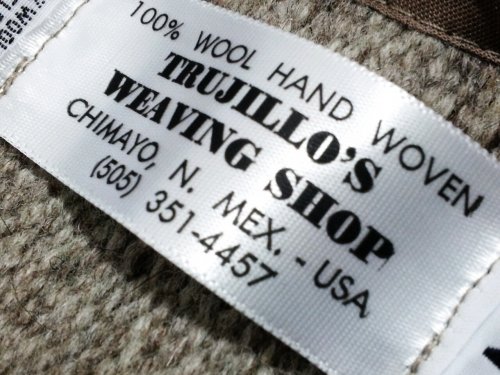 100% WOOL HAND WOVEN
TRUJILLO'S
WEAVING SHOP
CHIMAYO, N. MEX. - USA
(505) 351-4457